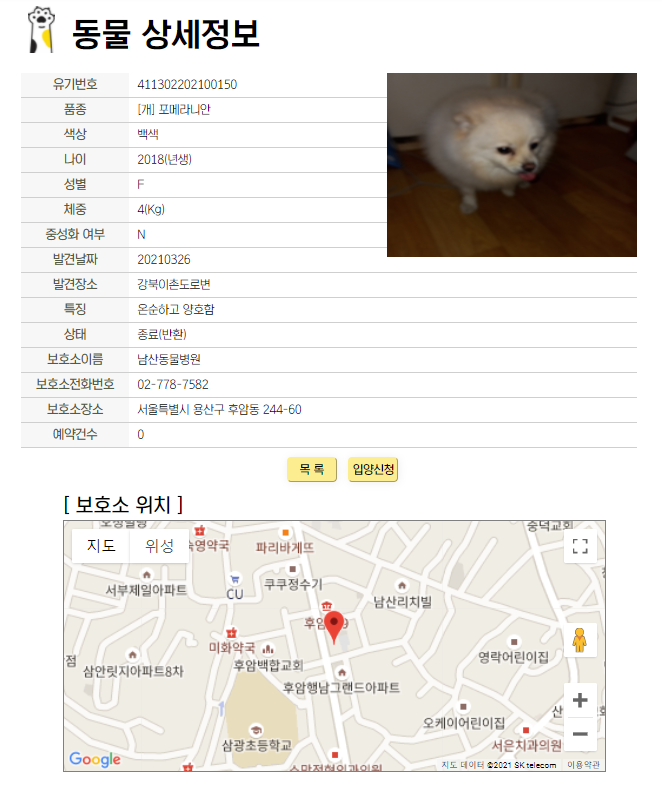 동물 상세정보
유기번호 411302202100150
품종 [개] 포메라니안
색상 백색
나이 2018(년생)
성별 F
체중 4(Kg)
중성화 여부 N
발견날짜 20210326
발견장소 강북이촌도로변
특징 온순하고 양호함
상태 종료(반환)
보호소이름 남산동물병원
보호소전화번호 02-778-7582
보호소장소 서울특별시 용산구 후암동 244-60
예약건수 0
목 록 입양신청
[ 보호소 위치 ]
중덕교회
지도 위성
숙영약국 파리바게뜨
쿠쿠정수기
서부제일아파트 CU
남산리치빌
미화약국
점 삼안릿지아파트8차 후암백합교회 영락어린이집
후암행남그랜드아파트
오케이어린이집
삼광초등학교 서은치과의원
Google 지도 데이터 ©2021 SK telecom 이용약관